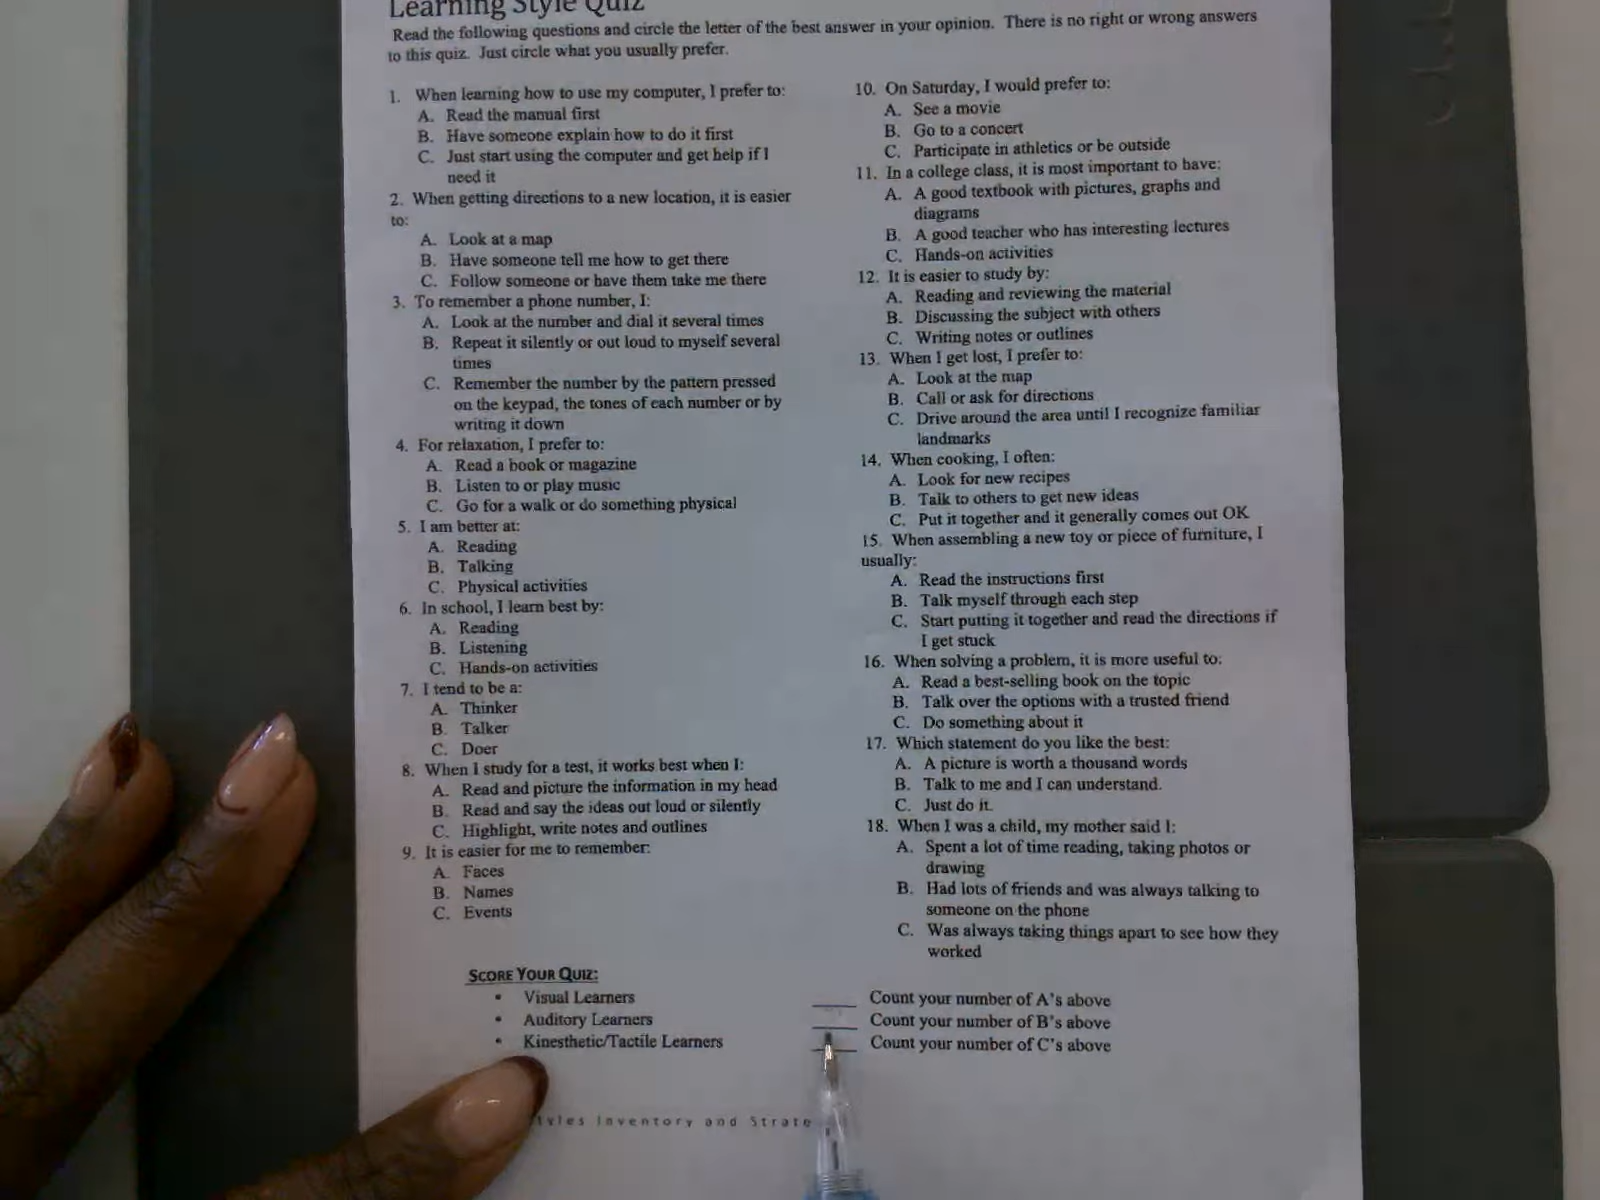 Learning Style Quiz
Read the following questions and circle the letter of the best answer in your opinion. There is no right or wrong answers
to this quiz. Just circle what you usually prefer.
1. When learning how to use my computer, I prefer to:
A. Read the manual first
B. Have someone explain how to do it first
C. Just start using the computer and get help if I
need it
2. When getting directions to a new location, it is easier
to:
A. Look at a map
B. Have someone tell me how to get there
C. Follow someone or have them take me there
3. To remember a phone number, I:
A. Look at the number and dial it several times
B. Repeat it silently or out loud to myself several
times
C. Remember the number by the pattern pressed
on the keypad, the tones of each number or by
writing it down
4. For relaxation, I prefer to:
A. Read a book or magazine
B. Listen to or play music
C. Go for a walk or do something physical
5. I am better at:
A. Reading
B. Talking
C. Physical activities
6. In school, I learn best by:
A. Reading
B. Listening
C. Hands-on activities
7. I tend to be a:
A. Thinker
B. Talker
C. Doer
8. When I study for a test, it works best when I:
A. Read and picture the information in my head
B. Read and say the ideas out loud or silently
C. Highlight, write notes and outlines
9. It is easier for me to remember:
A. Faces
B. Names
C. Events
10. On Saturday, I would prefer to:
A. See a movie
B. Go to a concert
C. Participate in athletics or be outside
11. In a college class, it is most important to have:
A. A good textbook with pictures, graphs and
diagrams
B. A good teacher who has interesting lectures
C. Hands-on activities
12. It is easier to study by:
A. Reading and reviewing the material
B. Discussing the subject with others
C. Writing notes or outlines
13. When I get lost, I prefer to:
A. Look at the map
B. Call or ask for directions
C. Drive around the area until I recognize familiar
landmarks
14. When cooking, I often:
A. Look for new recipes
B. Talk to others to get new ideas
C. Put it together and it generally comes out OK
15. When assembling a new toy or piece of furniture, I
usually:
A. Read the instructions first
B. Talk myself through each step
C. Start putting it together and read the directions if
I get stuck
16. When solving a problem, it is more useful to:
A. Read a best-selling book on the topic
B. Talk over the options with a trusted friend
C. Do something about it
17. Which statement do you like the best:
A. A picture is worth a thousand words
B. Talk to me and I can understand.
C. Just do it.
18. When I was a child, my mother said I:
A. Spent a lot of time reading, taking photos or
drawing
B. Had lots of friends and was always talking to
someone on the phone
C. Was always taking things apart to see how they
worked
SCORE YOUR QUIZ:
• Visual Learners ____ Count your number of A's above
• Auditory Learners ____ Count your number of B's above
• Kinesthetic/Tactile Learners ____ Count your number of C's above
tyles Inventory and Strate